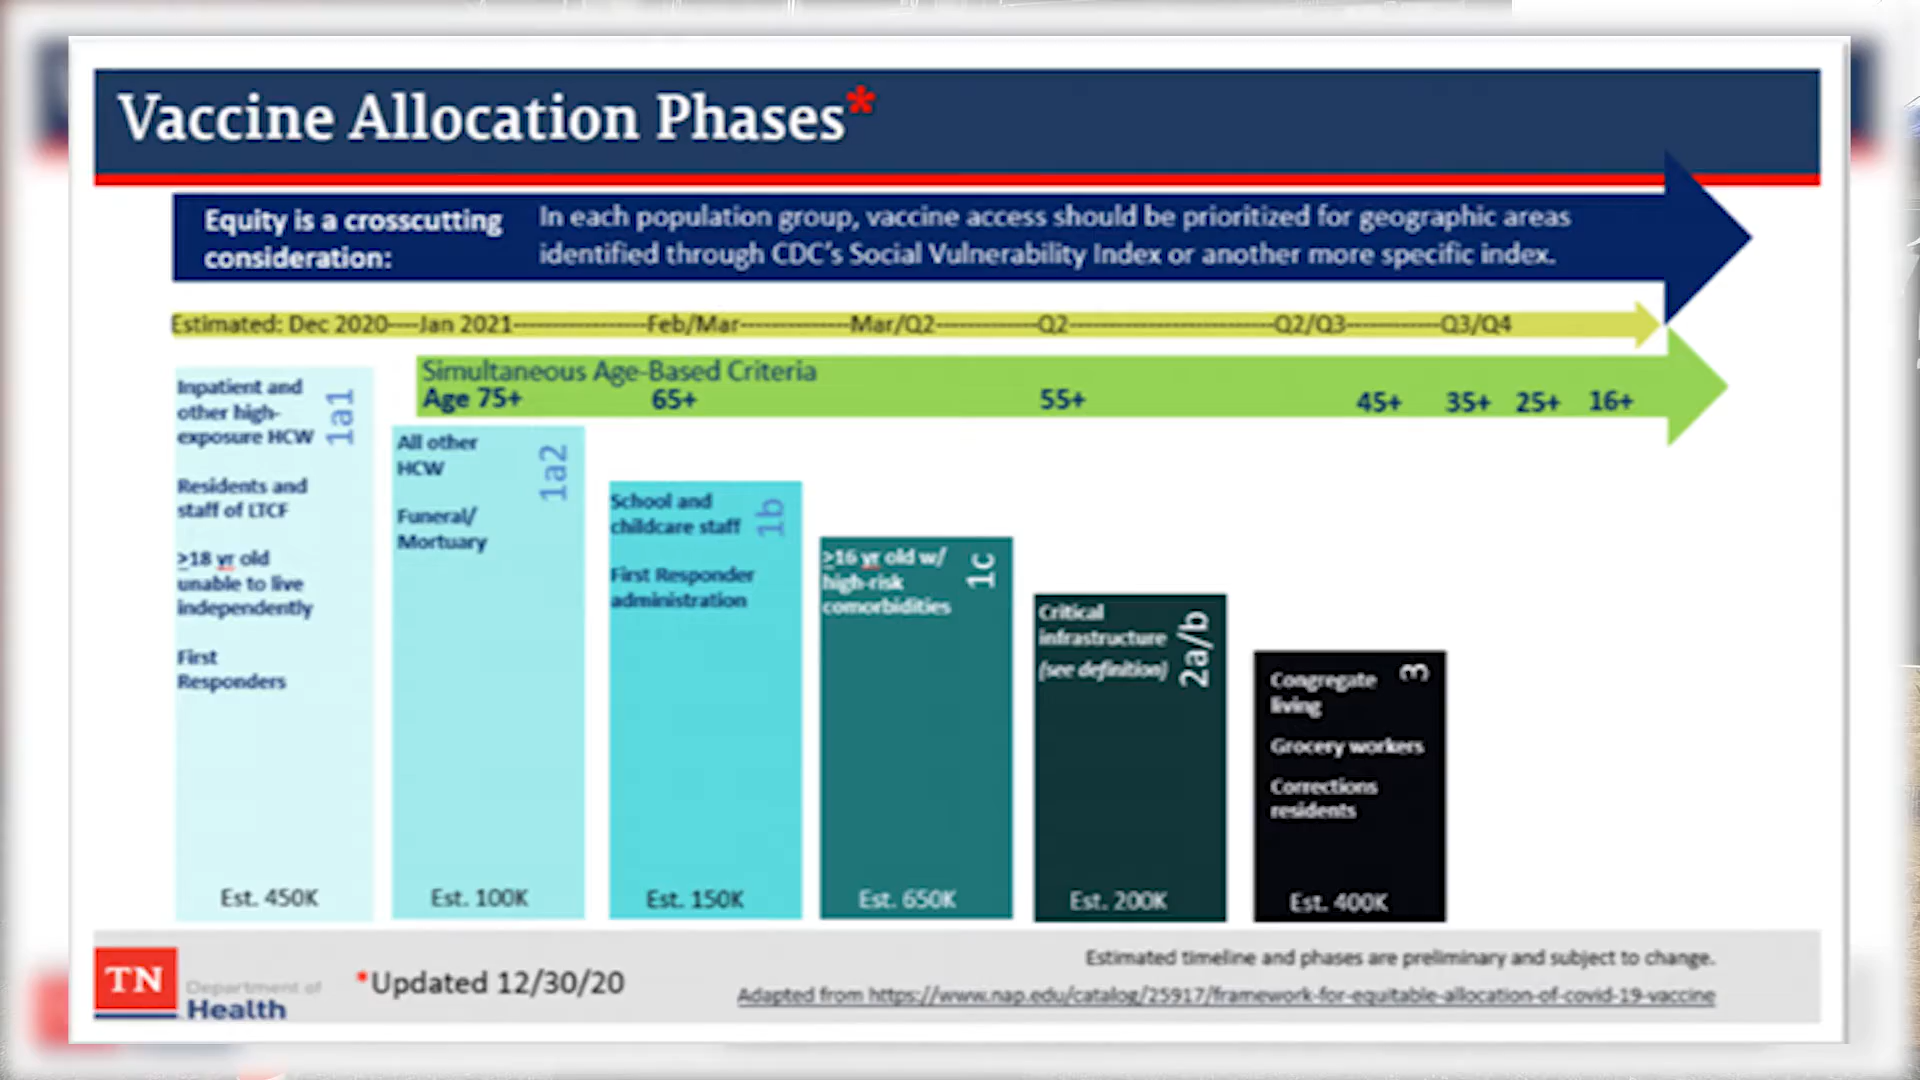 Vaccine Allocation Phases*
Equity is a crosscutting
consideration:
In each population group, vaccine access should be prioritized for geographic areas
identified through CDC's Social Vulnerability Index or another more specific index.
Estimated: Dec 2020----Jan 2021------------------Feb/Mar--------------Mar/Q2-------------Q2---------------------------Q2/Q3------------Q3/Q4
Simultaneous Age-Based Criteria
Age 75+ 65+ 55+ 45+ 35+ 25+ 16+
1a1
Inpatient and
other high-
exposure HCW
Residents and
staff of LTCF
>18 yr old
unable to live
independently
First
Responders
Est. 450K
1a2
All other
HCW
Funeral/
Mortuary
Est. 100K
1b
School and
childcare staff
First Responder
administration
Est. 150K
1c
>16 yr old w/
high-risk
comorbidities
Est. 650K
2a/b
Critical
infrastructure
(see definition)
Est. 200K
3
Congregate
living
Grocery workers
Corrections
residents
Est. 400K
TN
Department of
Health
*Updated 12/30/20
Estimated timeline and phases are preliminary and subject to change.
Adapted from https://www.nap.edu/catalog/25917/framework-for-equitable-allocation-of-covid-19-vaccine